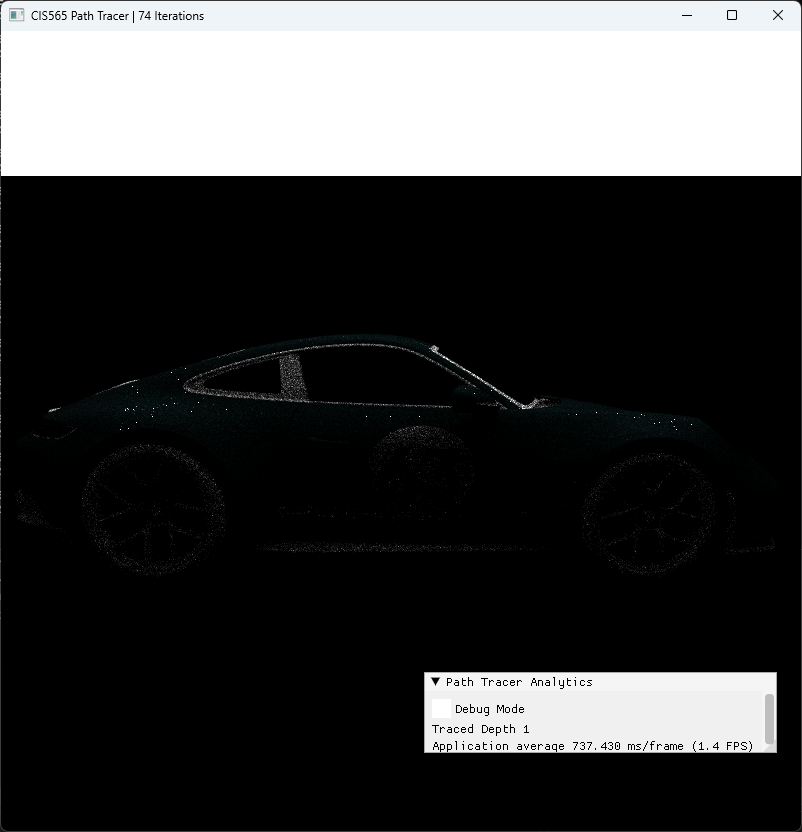 CIS565 Path Tracer | 74 Iterations
▼ Path Tracer Analytics
Debug Mode
Traced Depth 1
Application average 737.430 ms/frame (1.4 FPS)